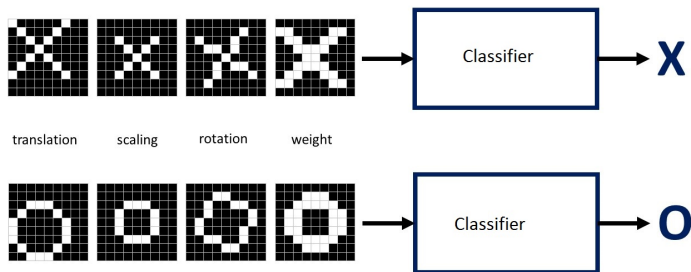 Classifier
X
translation
scaling
rotation
weight
Classifier
O